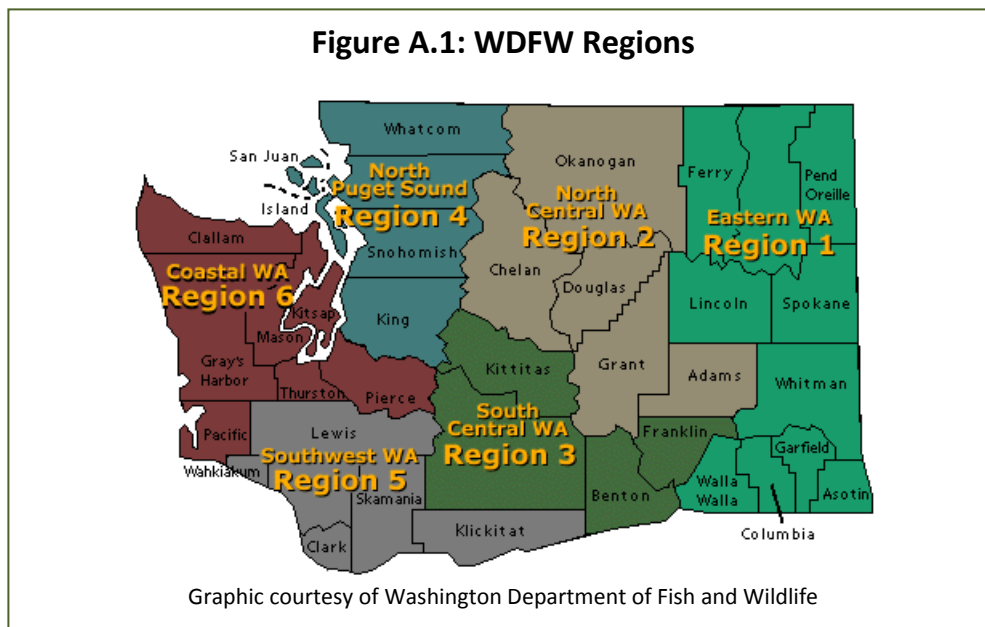 Figure A.1: WDFW Regions
Whatcom
San Juan
Okanogan
Ferry
Pend
Oreille
North
Puget Sound
Region 4
Island
North
Central WA
Region 2
Eastern WA
Region 1
Clallam
Snohomish
Chelan
Coastal WA
Region 6
Douglas
Lincoln
Spokane
Kitsap
King
Mason
Gray's
Harbor
Kittitas
Grant
Adams
Whitman
Thurston
Pierce
South
Central WA
Region 3
Pacific
Lewis
Franklin
Garfield
Southwest WA
Region 5
Wahkiakum
Skamania
Benton
Walla
Walla
Asotin
Klickitat
Columbia
Clark
Graphic courtesy of Washington Department of Fish and Wildlife